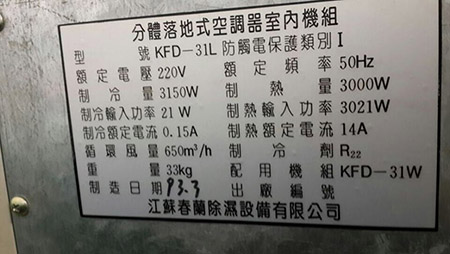 分體落地式空調器室內機組
型號 KFD-31L 防觸電保護類別 I
額定電壓 220V 額定頻率 50Hz
制冷量 3150W 制熱量 3000W
制冷輸入功率 21W 制熱輸入功率 3021W
制冷額定電流 0.15A 制熱額定電流 14A
循環風量 650m³/h 制冷劑 R₂₂
重量 33kg 配用機組 KFD-31W
制造日期 93.3 出廠編號
江蘇春蘭除濕設備有限公司